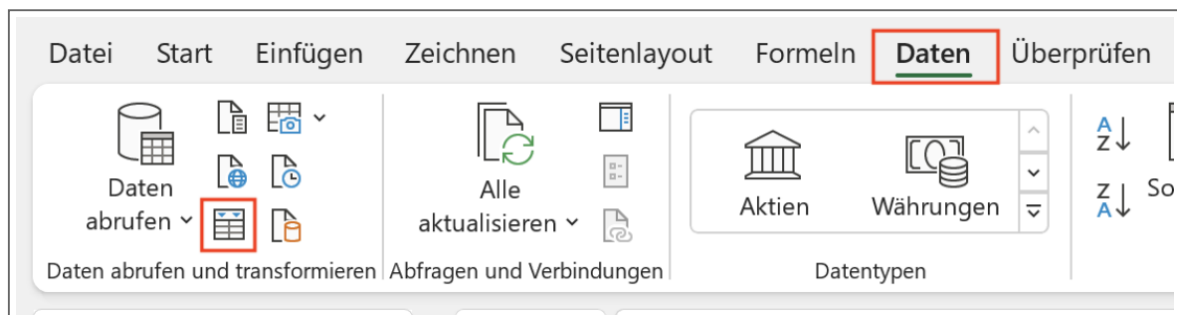 Datei Start Einfügen Zeichnen Seitenlayout Formeln Daten Überprüfen
Daten
abrufen
Alle
aktualisieren
Aktien
Währungen
A
Z
Z
A
So
Daten abrufen und transformieren
Abfragen und Verbindungen
Datentypen